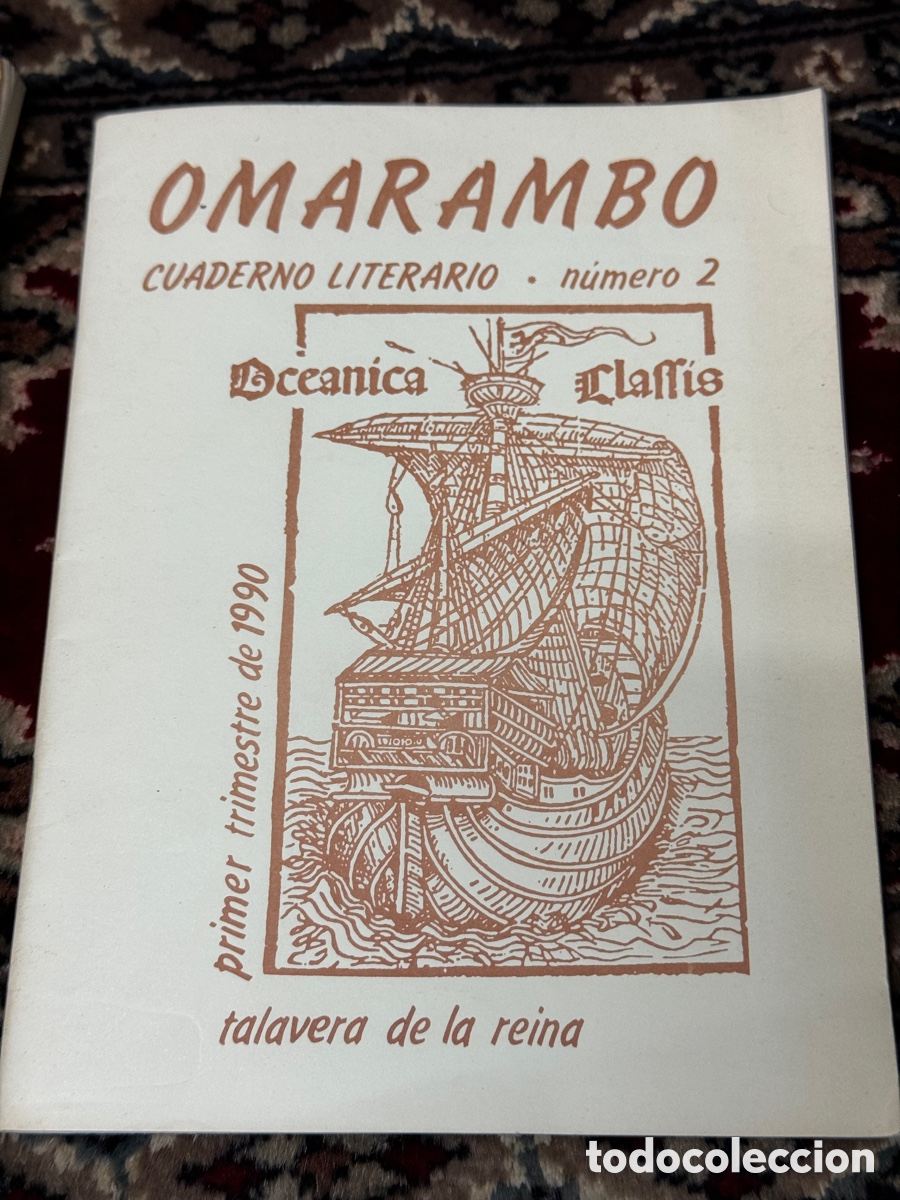 OMARAMBO
CUADERNO LITERARIO · número 2
Oceanica Classis
primer trimestre de 1990
talavera de la reina
todocoleccion